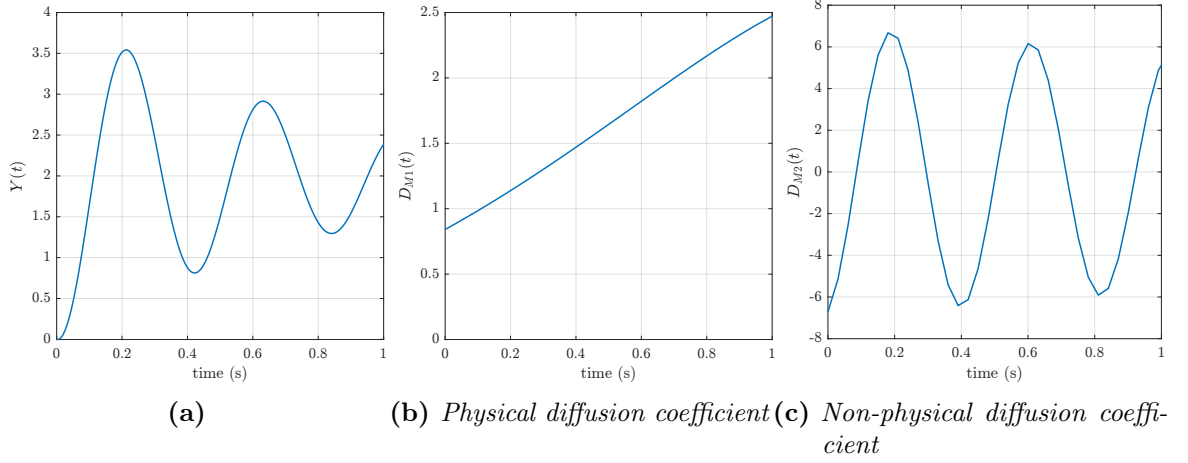 4
3.5
3
2.5
2
1.5
1
0.5
0
Y(t)
0 0.2 0.4 0.6 0.8 1
time (s)
2.5
2
1.5
1
0.5
0
D_{M1}(t)
0 0.2 0.4 0.6 0.8 1
time (s)
8
6
4
2
0
-2
-4
-6
-8
D_{M2}(t)
0 0.2 0.4 0.6 0.8 1
time (s)
(a)
(b) Physical diffusion coefficient
(c) Non-physical diffusion coeffi-
cient